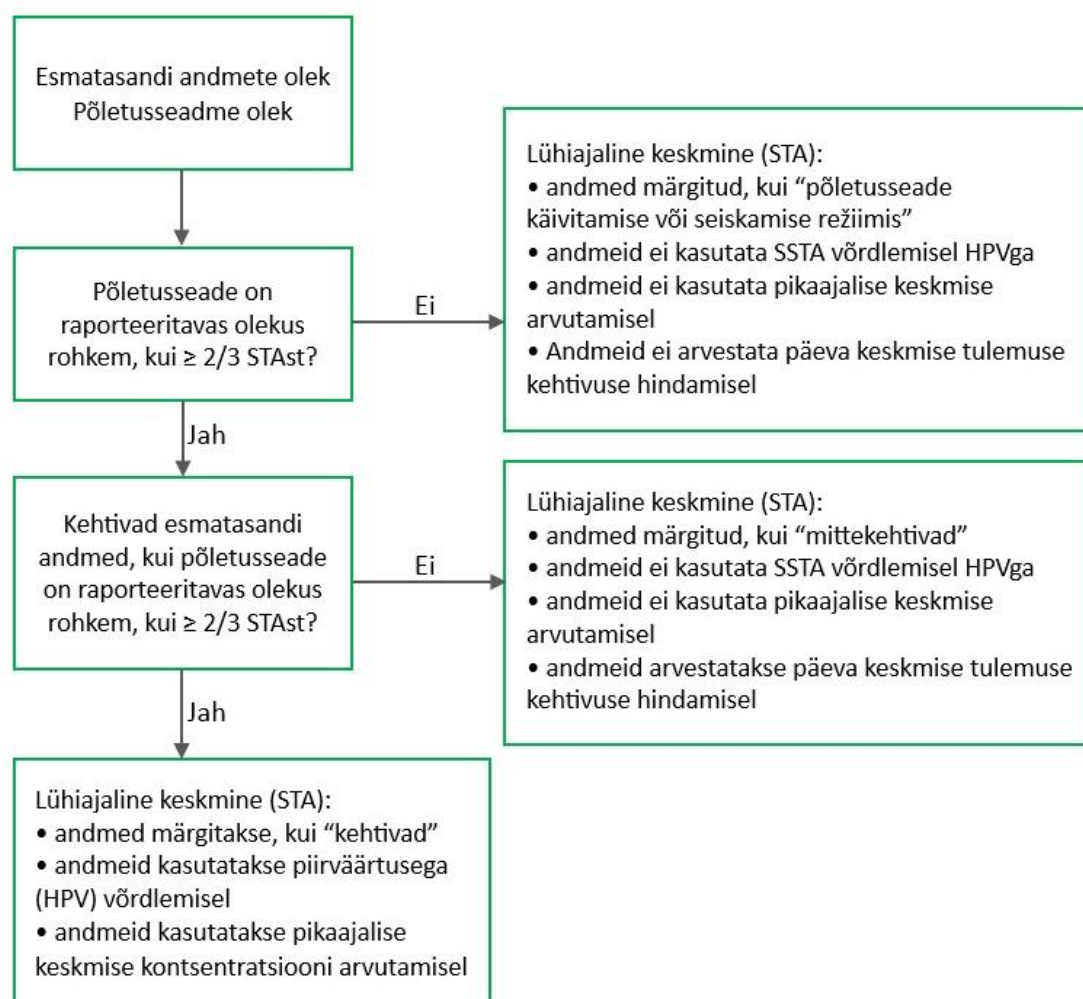 Esmatasandi andmete olek
Põletusseadme olek
Põletusseade on
raporteeritavas olekus
rohkem, kui ≥ 2/3 STAst?
Ei
Lühiajaline keskmine (STA):
• andmed märgitud, kui “põletusseade
käivitamise või seiskamise režiimis”
• andmeid ei kasutata SSTA võrdlemisel HPVga
• andmeid ei kasutata pikaajalise keskmise
arvutamisel
• Andmeid ei arvestata päeva keskmise tulemuse
kehtivuse hindamisel
Jah
Kehtivad esmatasandi
andmed, kui põletusseade
on raporteeritavas olekus
rohkem, kui ≥ 2/3 STAst?
Ei
Lühiajaline keskmine (STA):
• andmed märgitud, kui “mittekehtivad”
• andmeid ei kasutata SSTA võrdlemisel HPVga
• andmeid ei kasutata pikaajalise keskmise
arvutamisel
• andmeid arvestatakse päeva keskmise tulemuse
kehtivuse hindamisel
Jah
Lühiajaline keskmine (STA):
• andmed märgitakse, kui “kehtivad”
• andmeid kasutatakse piirväärtusega
(HPV) võrdlemisel
• andmeid kasutatakse pikaajalise
keskmise kontsentratsiooni arvutamisel